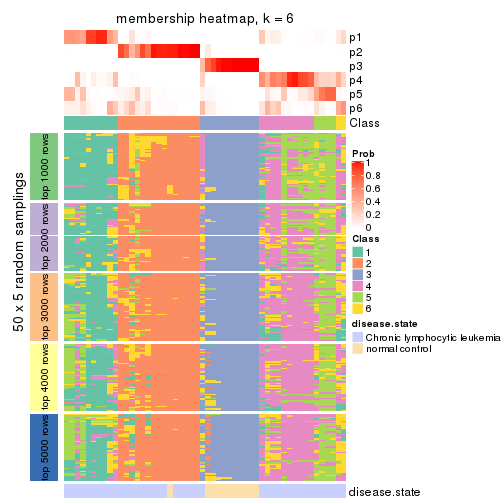 membership heatmap, k = 6
p1
p2
p3
p4
p5
p6
Class
50 x 5 random samplings
top 1000 rows
top 2000 rows
top 3000 rows
top 4000 rows
top 5000 rows
Prob
1
0.8
0.6
0.4
0.2
0
Class
1
2
3
4
5
6
disease.state
Chronic lymphocytic leukemia
normal control
disease.state